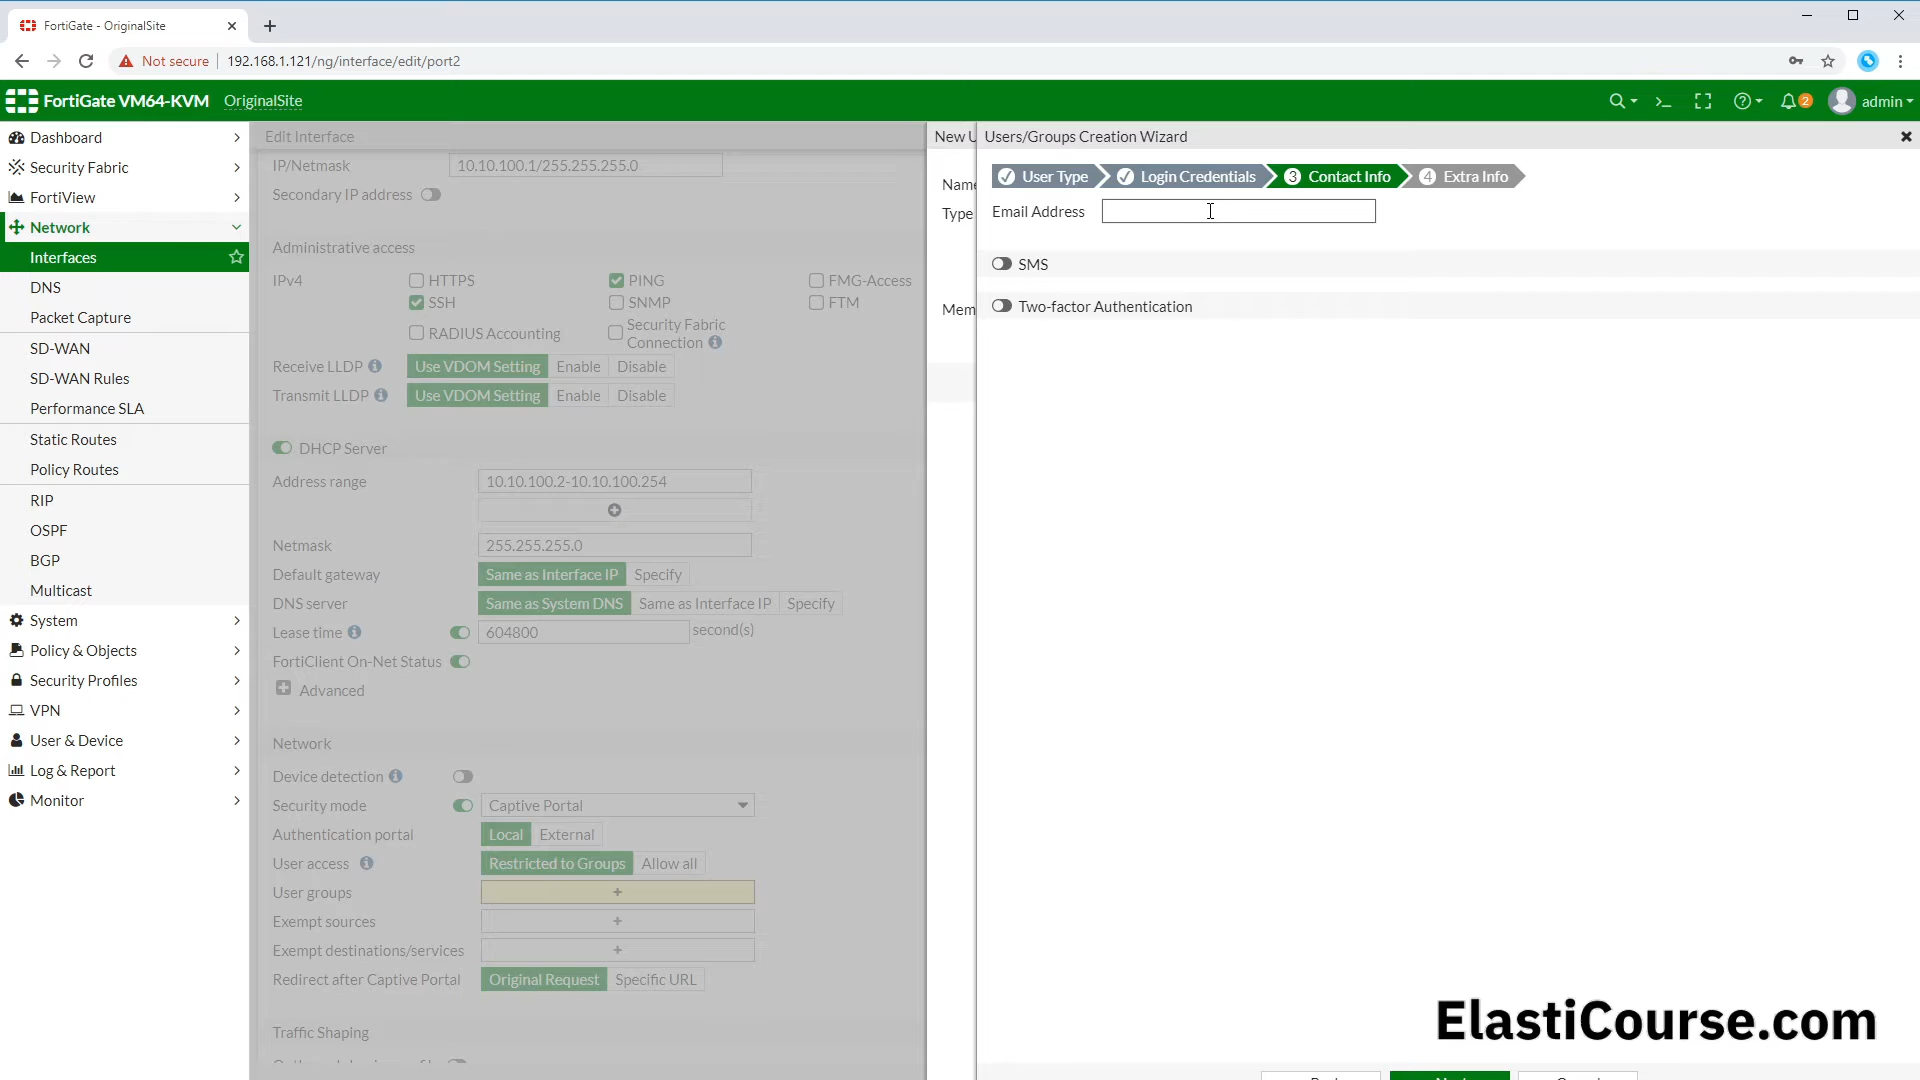 FortiGate - OriginalSite
Not secure
192.168.1.121/ng/interface/edit/port2
FortiGate VM64-KVM
OriginalSite
2
admin
Dashboard
Security Fabric
FortiView
Network
Interfaces
DNS
Packet Capture
SD-WAN
SD-WAN Rules
Performance SLA
Static Routes
Policy Routes
RIP
OSPF
BGP
Multicast
System
Policy & Objects
Security Profiles
VPN
User & Device
Log & Report
Monitor
Edit Interface
IP/Netmask 10.10.100.1/255.255.255.0
Secondary IP address
Administrative access
IPv4 HTTPS PING FMG-Access
SSH SNMP FTM
RADIUS Accounting Security Fabric
Connection
Receive LLDP Use VDOM Setting Enable Disable
Transmit LLDP Use VDOM Setting Enable Disable
DHCP Server
Address range 10.10.100.2-10.10.100.254
Netmask 255.255.255.0
Default gateway Same as Interface IP Specify
DNS server Same as System DNS Same as Interface IP Specify
Lease time 604800 second(s)
FortiClient On-Net Status
Advanced
Network
Device detection
Security mode Captive Portal
Authentication portal Local External
User access Restricted to Groups Allow all
User groups +
Exempt sources +
Exempt destinations/services +
Redirect after Captive Portal Original Request Specific URL
Traffic Shaping
New U
Name
Type
Mem
Users/Groups Creation Wizard
User Type Login Credentials 3 Contact Info 4 Extra Info
Email Address
SMS
Two-factor Authentication
ElastiCourse.com